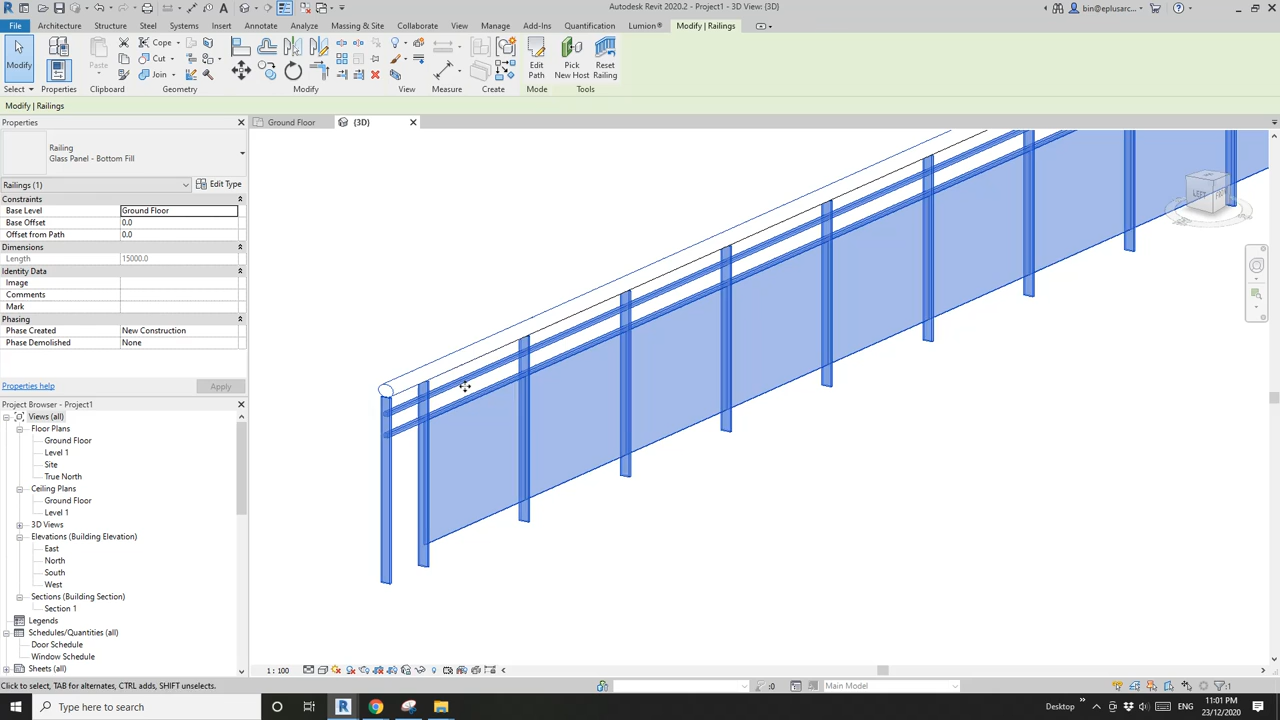 Autodesk Revit 2020.2 - Project1 - 3D View: {3D}
bin@eplusarc...
File Architecture Structure Steel Systems Insert Annotate Analyze Massing & Site Collaborate View Manage Add-Ins Quantification Lumion® Modify | Railings
Modify
Properties
Paste
Cope
Cut
Join
Edit Path
Pick New Host
Reset Railing
Select Properties Clipboard Geometry Modify View Measure Create Mode Tools
Modify | Railings
Properties
Ground Floor
{3D}
Railing
Glass Panel - Bottom Fill
Railings (1)
Edit Type
Constraints
Base Level Ground Floor
Base Offset 0.0
Offset from Path 0.0
Dimensions
Length 15000.0
Identity Data
Image
Comments
Mark
Phasing
Phase Created New Construction
Phase Demolished None
Properties help
Apply
Project Browser - Project1
Views (all)
Floor Plans
Ground Floor
Level 1
Site
True North
Ceiling Plans
Ground Floor
Level 1
3D Views
Elevations (Building Elevation)
East
North
South
West
Sections (Building Section)
Section 1
Legends
Schedules/Quantities (all)
Door Schedule
Window Schedule
Sheets (all)
LEFT
1 : 100
Click to select, TAB for alternates, CTRL adds, SHIFT unselects.
:0
Main Model
:1
Type here to search
Desktop
ENG
11:01 PM
23/12/2020